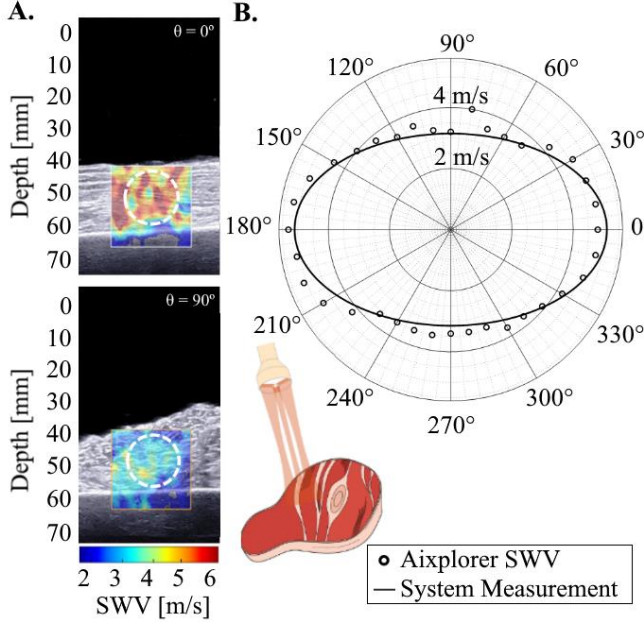 A.
B.
θ = 0°
0
10
20
30
40
50
60
70
Depth [mm]
θ = 90°
0
10
20
30
40
50
60
70
Depth [mm]
2 3 4 5 6
SWV [m/s]
90°
120° 60°
4 m/s
150° 30°
2 m/s
180° 0
210° 330°
240° 300°
270°
Aixplorer SWV
System Measurement